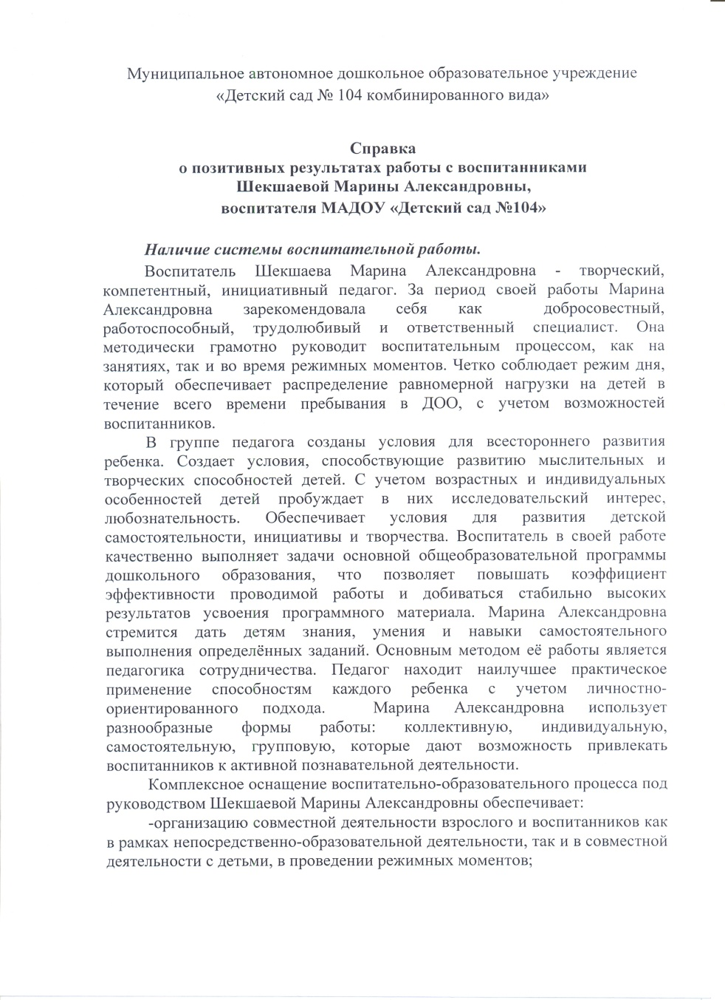 Муниципальное автономное дошкольное образовательное учреждение
«Детский сад № 104 комбинированного вида»
Справка
о позитивных результатах работы с воспитанниками
Шекшаевой Марины Александровны,
воспитателя МАДОУ «Детский сад №104»
Наличие системы воспитательной работы.
Воспитатель Шекшаева Марина Александровна - творческий,
компетентный, инициативный педагог. За период своей работы Марина
Александровна зарекомендовала себя как добросовестный,
работоспособный, трудолюбивый и ответственный специалист. Она
методически грамотно руководит воспитательным процессом, как на
занятиях, так и во время режимных моментов. Четко соблюдает режим дня,
который обеспечивает распределение равномерной нагрузки на детей в
течение всего времени пребывания в ДОО, с учетом возможностей
воспитанников.
В группе педагога созданы условия для всестороннего развития
ребенка. Создает условия, способствующие развитию мыслительных и
творческих способностей детей. С учетом возрастных и индивидуальных
особенностей детей пробуждает в них исследовательский интерес,
любознательность. Обеспечивает условия для развития детской
самостоятельности, инициативы и творчества. Воспитатель в своей работе
качественно выполняет задачи основной общеобразовательной программы
дошкольного образования, что позволяет повышать коэффициент
эффективности проводимой работы и добиваться стабильно высоких
результатов усвоения программного материала. Марина Александровна
стремится дать детям знания, умения и навыки самостоятельного
выполнения определённых заданий. Основным методом её работы является
педагогика сотрудничества. Педагог находит наилучшее практическое
применение способностям каждого ребенка с учетом личностно-
ориентированного подхода. Марина Александровна использует
разнообразные формы работы: коллективную, индивидуальную,
самостоятельную, групповую, которые дают возможность привлекать
воспитанников к активной познавательной деятельности.
Комплексное оснащение воспитательно-образовательного процесса под
руководством Шекшаевой Марины Александровны обеспечивает:
-организацию совместной деятельности взрослого и воспитанников как
в рамках непосредственно-образовательной деятельности, так и в совместной
деятельности с детьми, в проведении режимных моментов;